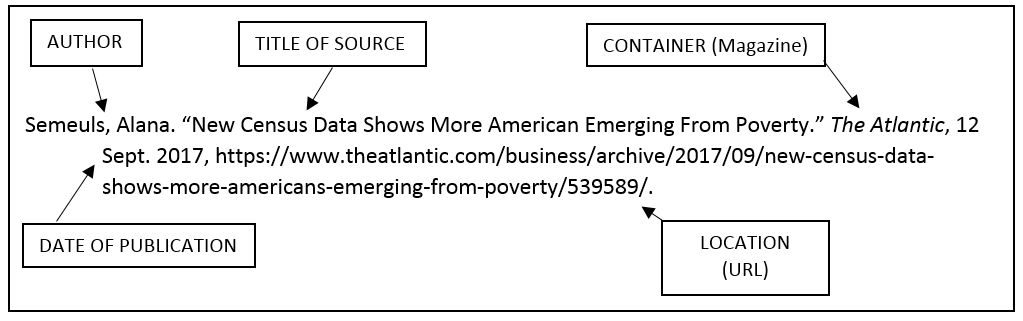 AUTHOR
TITLE OF SOURCE
CONTAINER (Magazine)
Semeuls, Alana. “New Census Data Shows More American Emerging From Poverty.” The Atlantic, 12
Sept. 2017, https://www.theatlantic.com/business/archive/2017/09/new-census-data-
shows-more-americans-emerging-from-poverty/539589/.
DATE OF PUBLICATION
LOCATION
(URL)